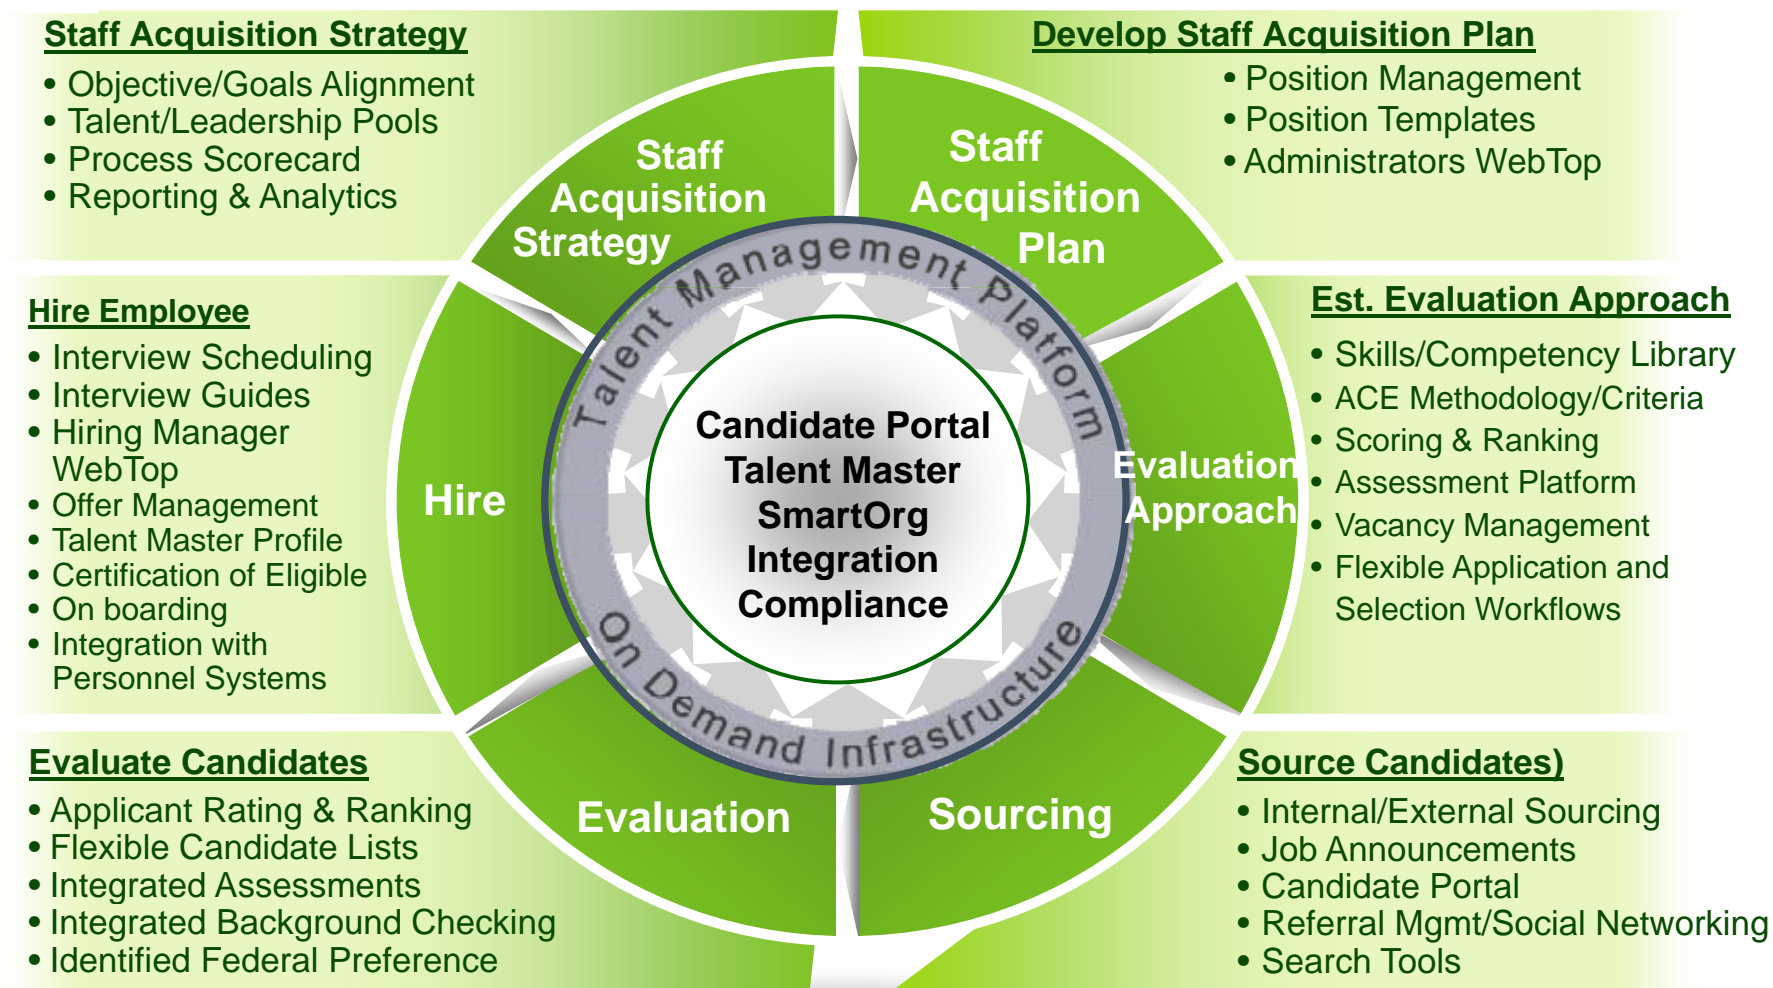 Staff Acquisition Strategy
• Objective/Goals Alignment
• Talent/Leadership Pools
• Process Scorecard
• Reporting & Analytics
Develop Staff Acquisition Plan
• Position Management
• Position Templates
• Administrators WebTop
Staff
Acquisition
Strategy
Staff
Acquisition
Plan
Hire Employee
• Interview Scheduling
• Interview Guides
• Hiring Manager
WebTop
• Offer Management
• Talent Master Profile
• Certification of Eligible
• On boarding
• Integration with
Personnel Systems
Hire
Talent Management Platform
Candidate Portal
Talent Master
SmartOrg
Integration
Compliance
On Demand Infrastructure
Evaluation
Approach
Est. Evaluation Approach
• Skills/Competency Library
• ACE Methodology/Criteria
• Scoring & Ranking
• Assessment Platform
• Vacancy Management
• Flexible Application and
Selection Workflows
Evaluation
Sourcing
Evaluate Candidates
• Applicant Rating & Ranking
• Flexible Candidate Lists
• Integrated Assessments
• Integrated Background Checking
• Identified Federal Preference
Source Candidates)
• Internal/External Sourcing
• Job Announcements
• Candidate Portal
• Referral Mgmt/Social Networking
• Search Tools